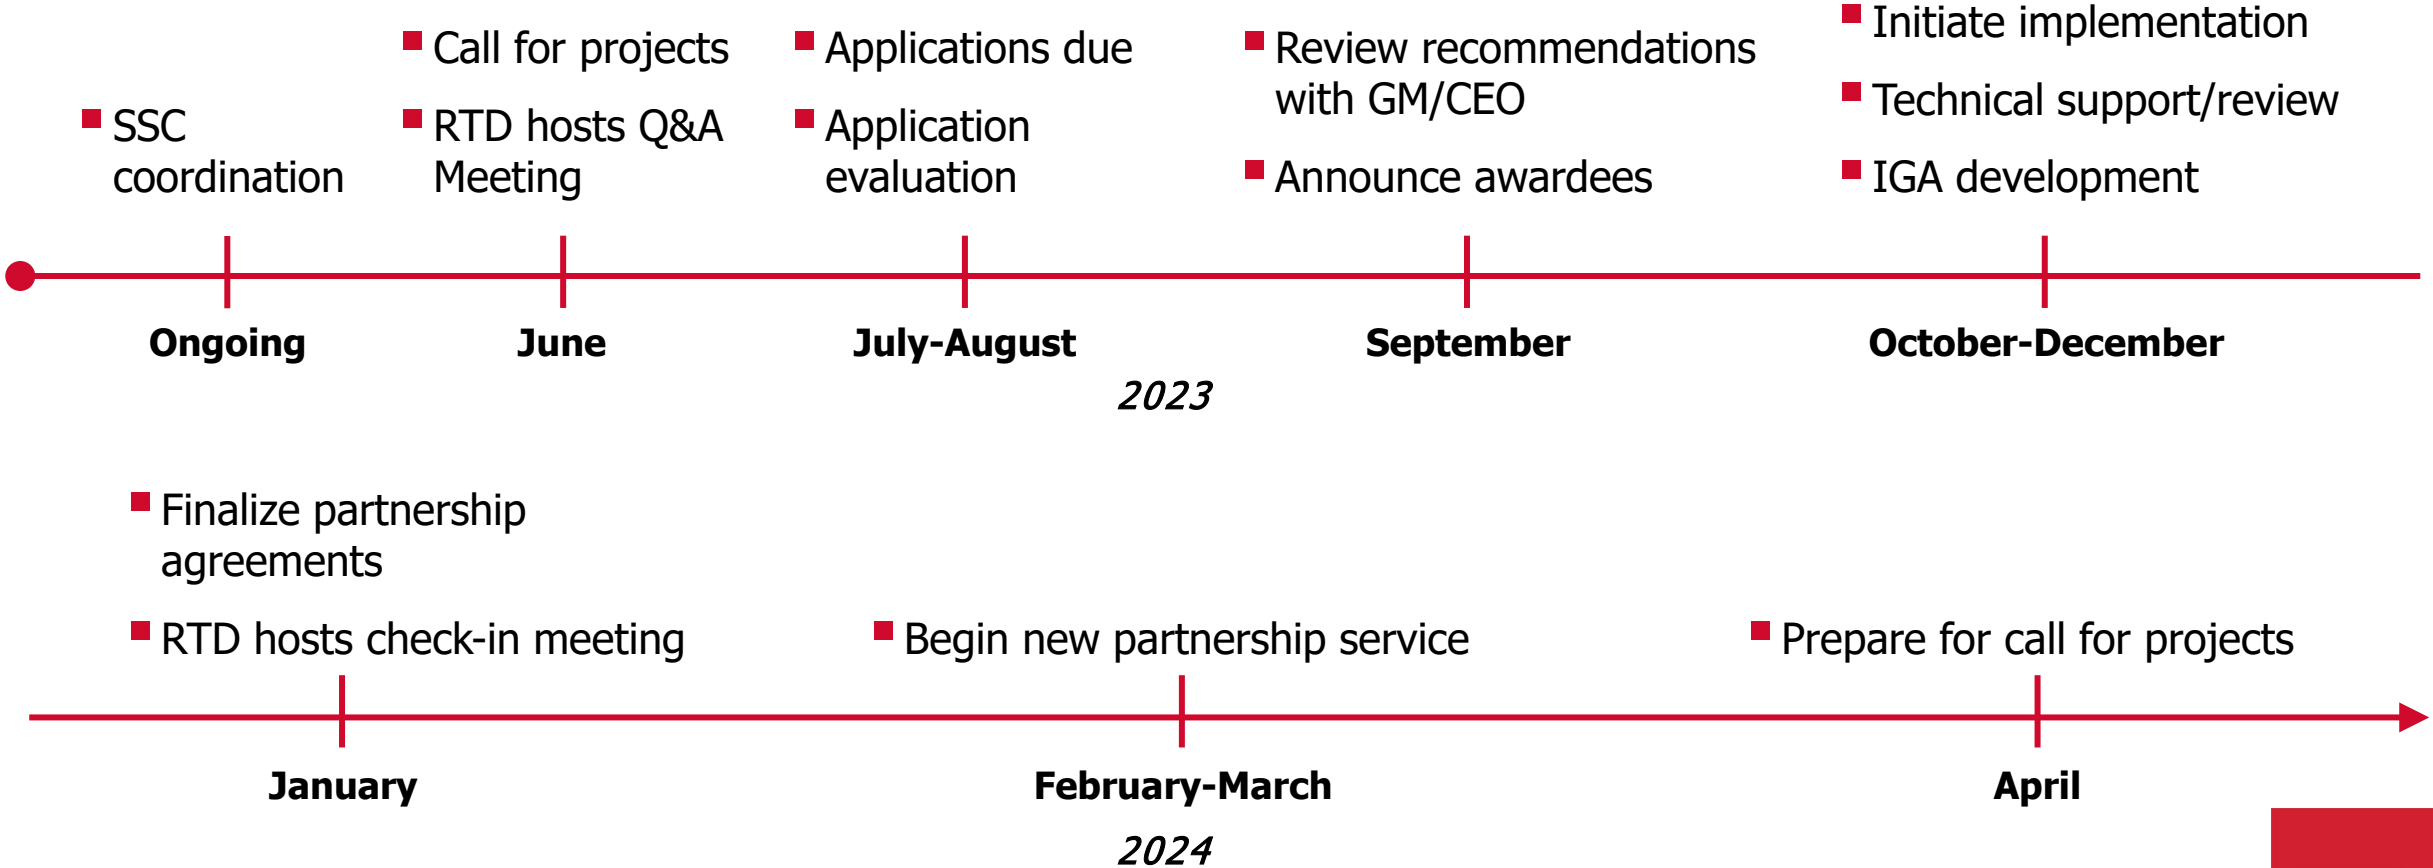 SSC
coordination
Call for projects
RTD hosts Q&A
Meeting
Applications due
Application
evaluation
Review recommendations
with GM/CEO
Announce awardees
Initiate implementation
Technical support/review
IGA development
Ongoing
June
July-August
September
October-December
2023
Finalize partnership
agreements
RTD hosts check-in meeting
Begin new partnership service
Prepare for call for projects
January
February-March
April
2024